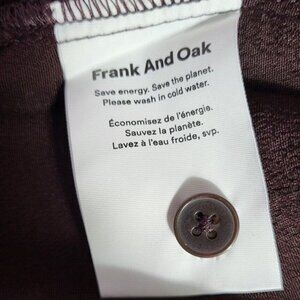 Frank And Oak
Save energy. Save the planet.
Please wash in cold water.
Économisez de l'énergie.
Sauvez la planète.
Lavez à l'eau froide, svp.